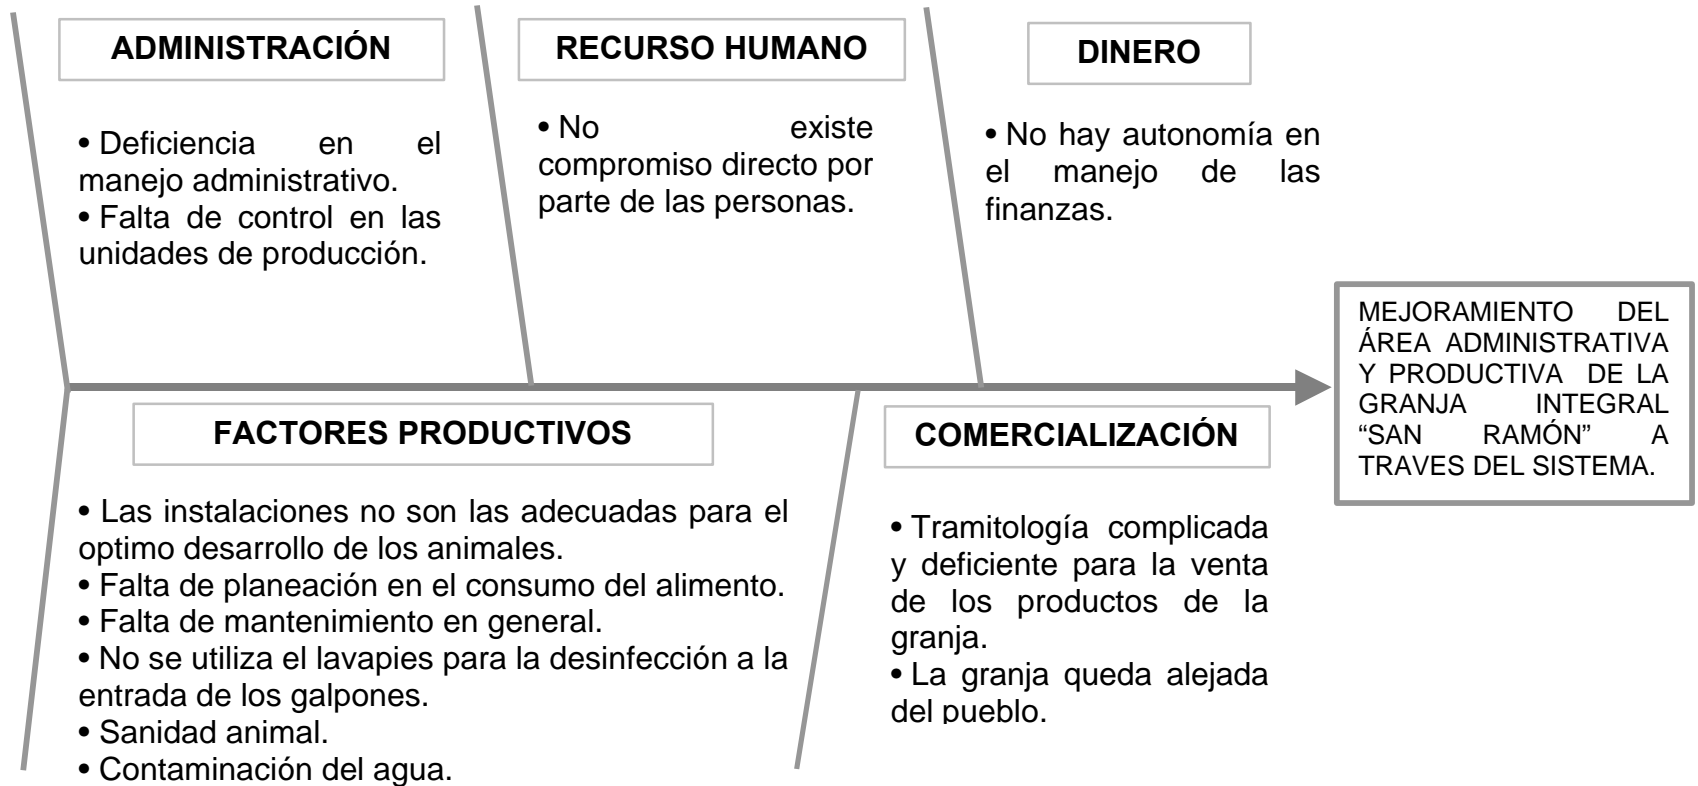 ADMINISTRACIÓN
• Deficiencia en el
manejo administrativo.
• Falta de control en las
unidades de producción.
RECURSO HUMANO
• No existe
compromiso directo por
parte de las personas.
DINERO
• No hay autonomía en
el manejo de las
finanzas.
MEJORAMIENTO DEL
ÁREA ADMINISTRATIVA
Y PRODUCTIVA DE LA
GRANJA INTEGRAL
“SAN RAMÓN” A
TRAVES DEL SISTEMA.
FACTORES PRODUCTIVOS
• Las instalaciones no son las adecuadas para el
optimo desarrollo de los animales.
• Falta de planeación en el consumo del alimento.
• Falta de mantenimiento en general.
• No se utiliza el lavapies para la desinfección a la
entrada de los galpones.
• Sanidad animal.
• Contaminación del agua.
COMERCIALIZACIÓN
• Tramitología complicada
y deficiente para la venta
de los productos de la
granja.
• La granja queda alejada
del pueblo.